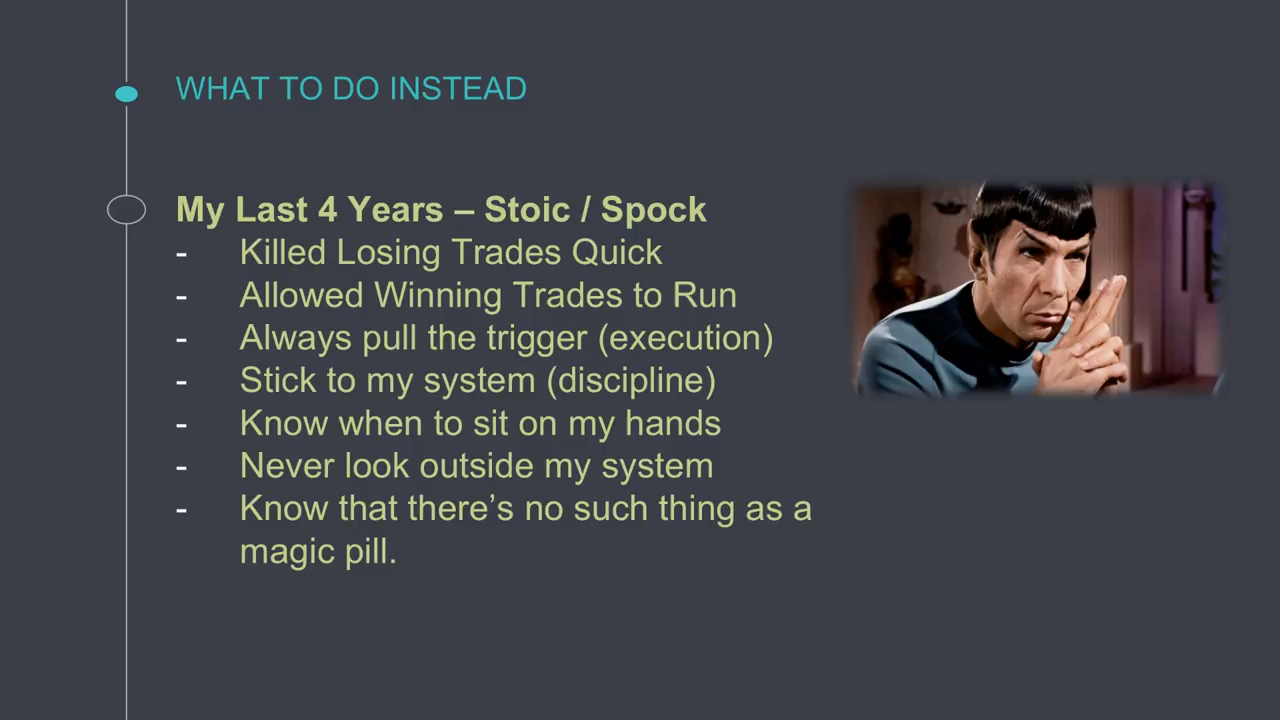 WHAT TO DO INSTEAD
My Last 4 Years – Stoic / Spock
- Killed Losing Trades Quick
- Allowed Winning Trades to Run
- Always pull the trigger (execution)
- Stick to my system (discipline)
- Know when to sit on my hands
- Never look outside my system
- Know that there’s no such thing as a
magic pill.